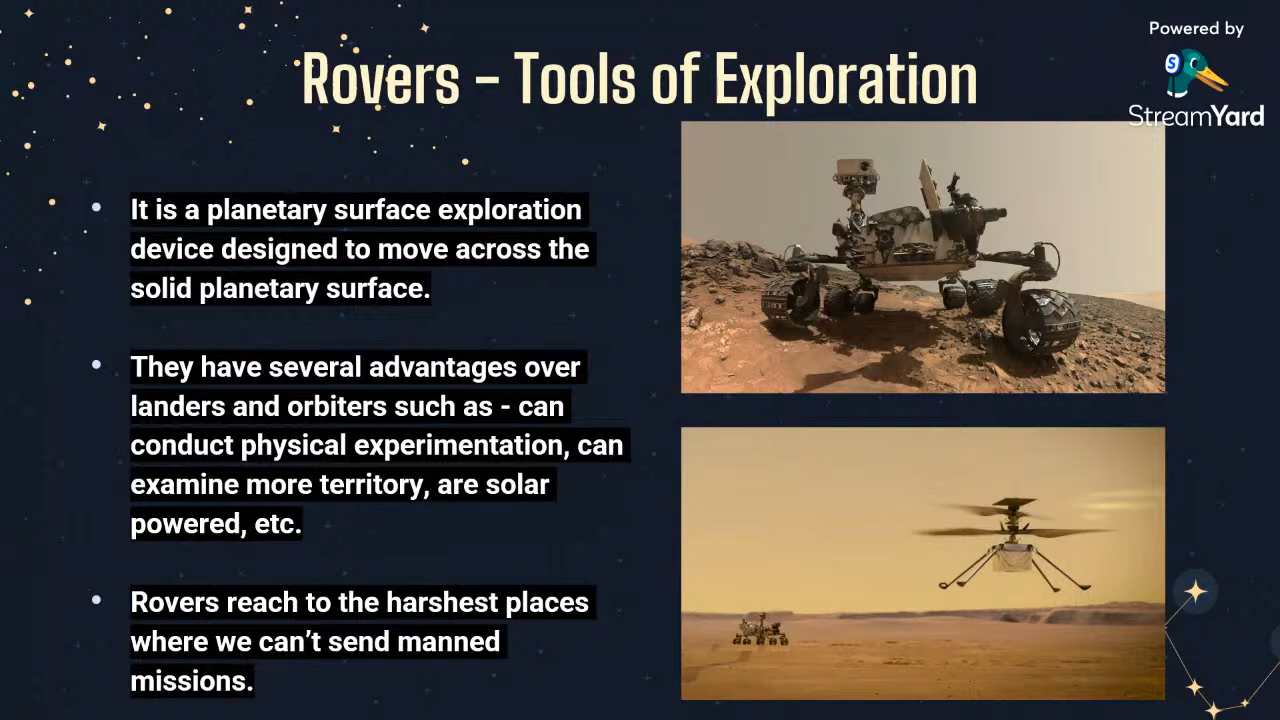 Powered by
StreamYard
Rovers – Tools of Exploration
It is a planetary surface exploration
device designed to move across the
solid planetary surface.
They have several advantages over
landers and orbiters such as - can
conduct physical experimentation, can
examine more territory, are solar
powered, etc.
Rovers reach to the harshest places
where we can’t send manned
missions.